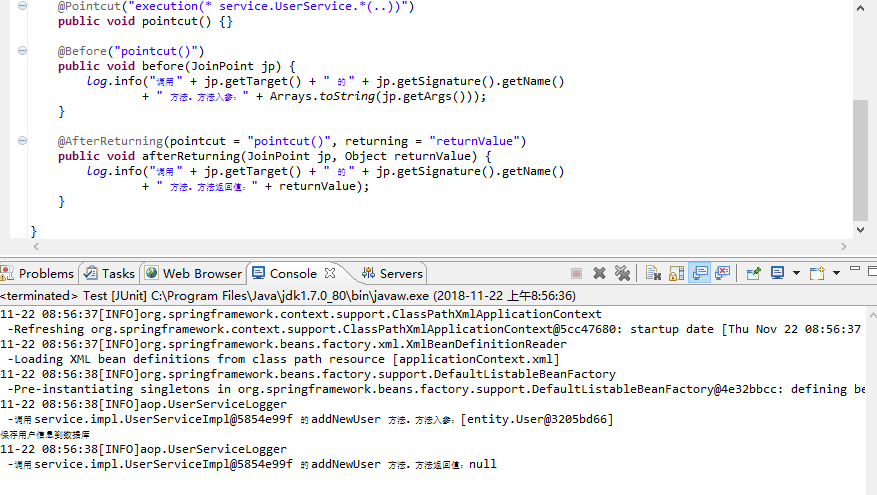 @Pointcut("execution(* service.UserService.*(..))")
public void pointcut() {}
@Before("pointcut()")
public void before(JoinPoint jp) {
log.info("调用 " + jp.getTarget() + " 的 " + jp.getSignature().getName()
+ " 方法。方法入参：" + Arrays.toString(jp.getArgs()));
}
@AfterReturning(pointcut = "pointcut()", returning = "returnValue")
public void afterReturning(JoinPoint jp, Object returnValue) {
log.info("调用 " + jp.getTarget() + " 的 " + jp.getSignature().getName()
+ " 方法。方法返回值：" + returnValue);
}
}
Problems Tasks Web Browser Console Servers
<terminated> Test [JUnit] C:\Program Files\Java\jdk1.7.0_80\bin\javaw.exe (2018-11-22 上午8:56:36)
11-22 08:56:37[INFO]org.springframework.context.support.ClassPathXmlApplicationContext
-Refreshing org.springframework.context.support.ClassPathXmlApplicationContext@5cc47680: startup date [Thu Nov 22 08:56:37
11-22 08:56:37[INFO]org.springframework.beans.factory.xml.XmlBeanDefinitionReader
-Loading XML bean definitions from class path resource [applicationContext.xml]
11-22 08:56:38[INFO]org.springframework.beans.factory.support.DefaultListableBeanFactory
-Pre-instantiating singletons in org.springframework.beans.factory.support.DefaultListableBeanFactory@4e32bbcc: defining be
11-22 08:56:38[INFO]aop.UserServiceLogger
-调用 service.impl.UserServiceImpl@5854e99f 的 addNewUser 方法。方法入参：[entity.User@3205bd66]
保存用户信息到数据库
11-22 08:56:38[INFO]aop.UserServiceLogger
-调用 service.impl.UserServiceImpl@5854e99f 的 addNewUser 方法。方法返回值：null